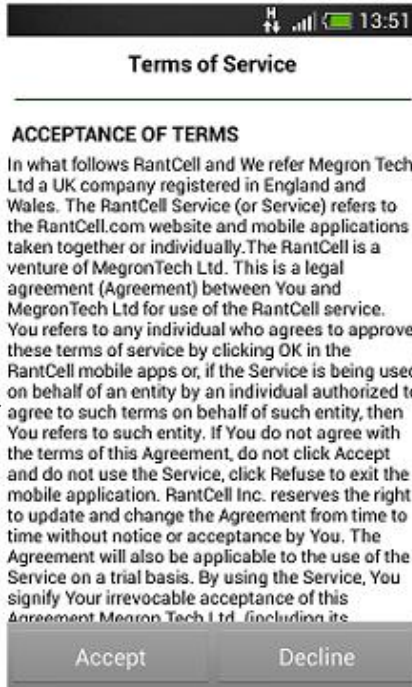 H
13:51
Terms of Service
ACCEPTANCE OF TERMS
In what follows RantCell and We refer Megron Tech
Ltd a UK company registered in England and
Wales. The RantCell Service (or Service) refers to
the RantCell.com website and mobile applications
taken together or individually.The RantCell is a
venture of MegronTech Ltd. This is a legal
agreement (Agreement) between You and
MegronTech Ltd for use of the RantCell service.
You refers to any individual who agrees to approve
these terms of service by clicking OK in the
RantCell mobile apps or, if the Service is being used
on behalf of an entity by an individual authorized to
agree to such terms on behalf of such entity, then
You refers to such entity. If You do not agree with
the terms of this Agreement, do not click Accept
and do not use the Service, click Refuse to exit the
mobile application. RantCell Inc. reserves the right
to update and change the Agreement from time to
time without notice or acceptance by You. The
Agreement will also be applicable to the use of the
Service on a trial basis. By using the Service, You
signify Your irrevocable acceptance of this
Agreement Megron Tech Ltd. (including its
Accept
Decline